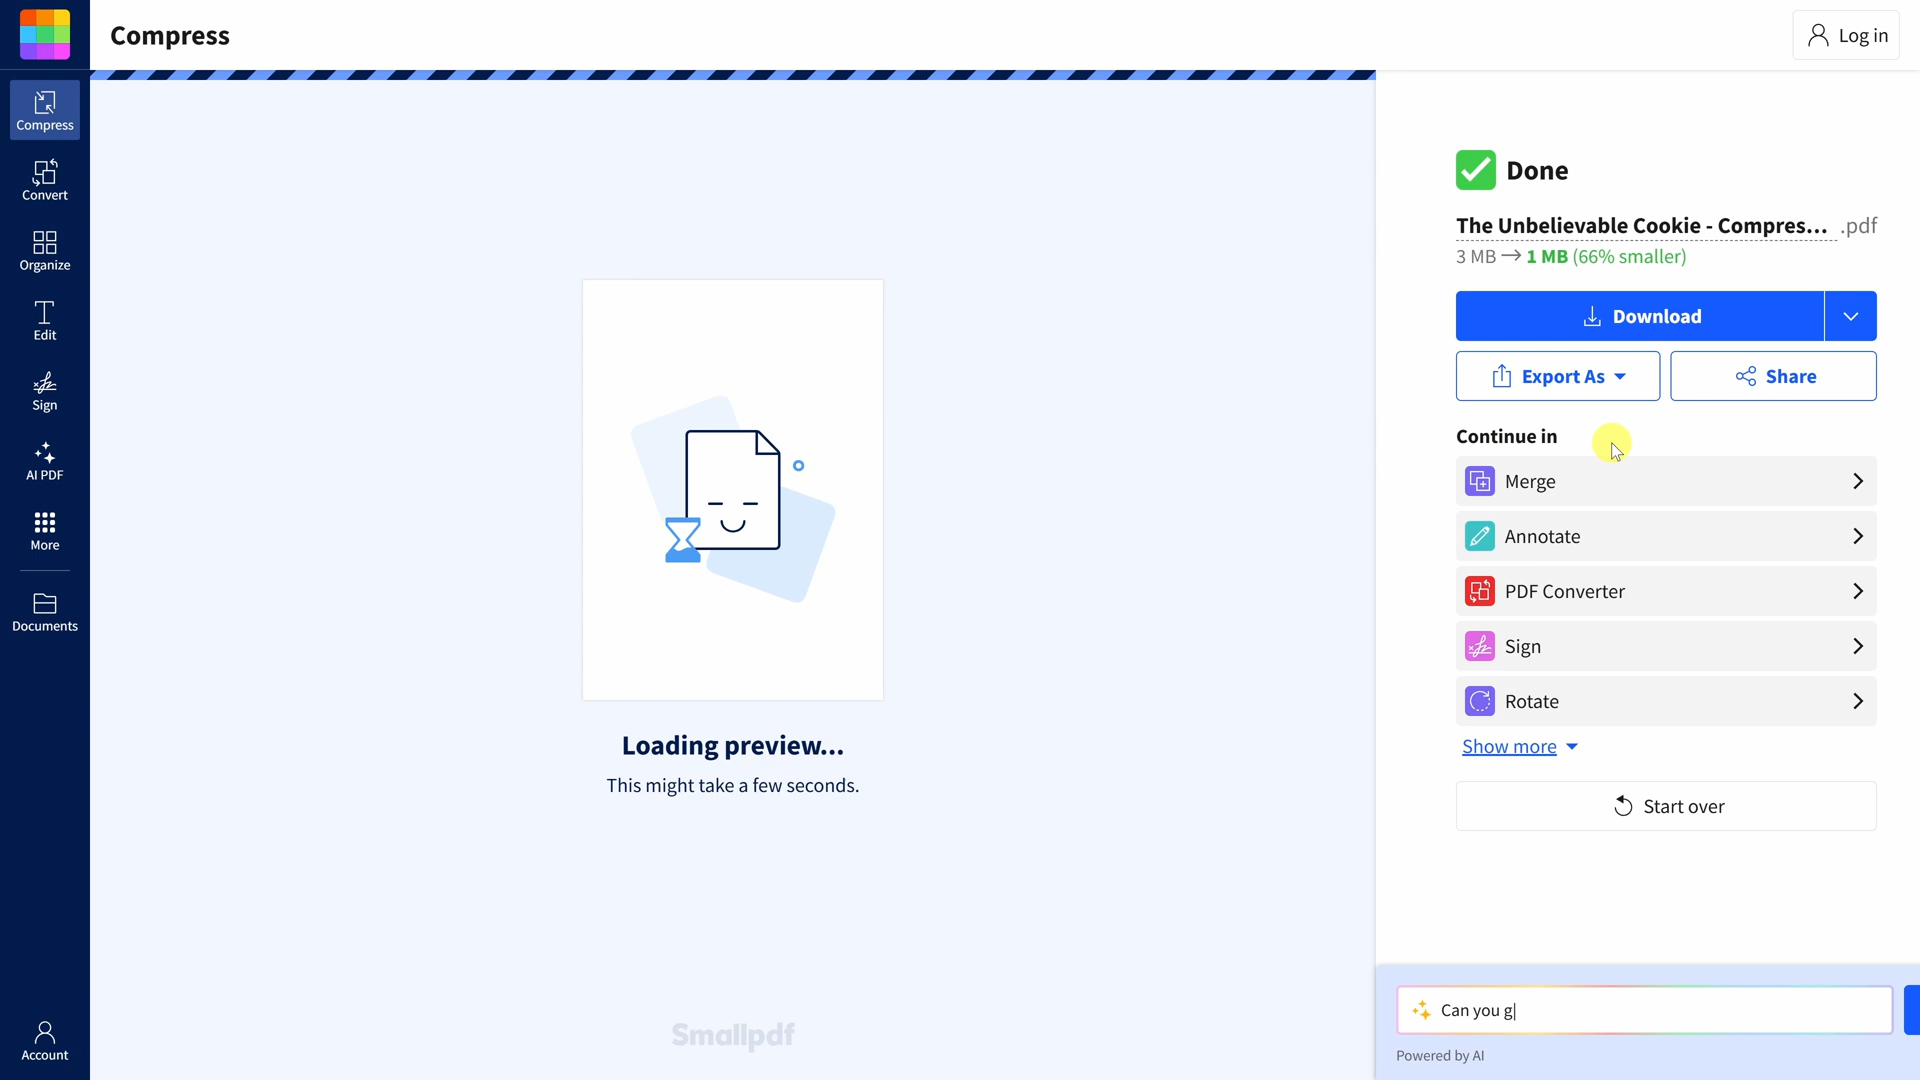 Compress
Log in
Compress
Convert
Organize
Edit
Sign
AI PDF
More
Documents
Account
Loading preview...
This might take a few seconds.
Smallpdf
Done
The Unbelievable Cookie - Compres... .pdf
3 MB → 1 MB (66% smaller)
Download
Export As
Share
Continue in
Merge
Annotate
PDF Converter
Sign
Rotate
Show more
Start over
Can you g
Powered by AI